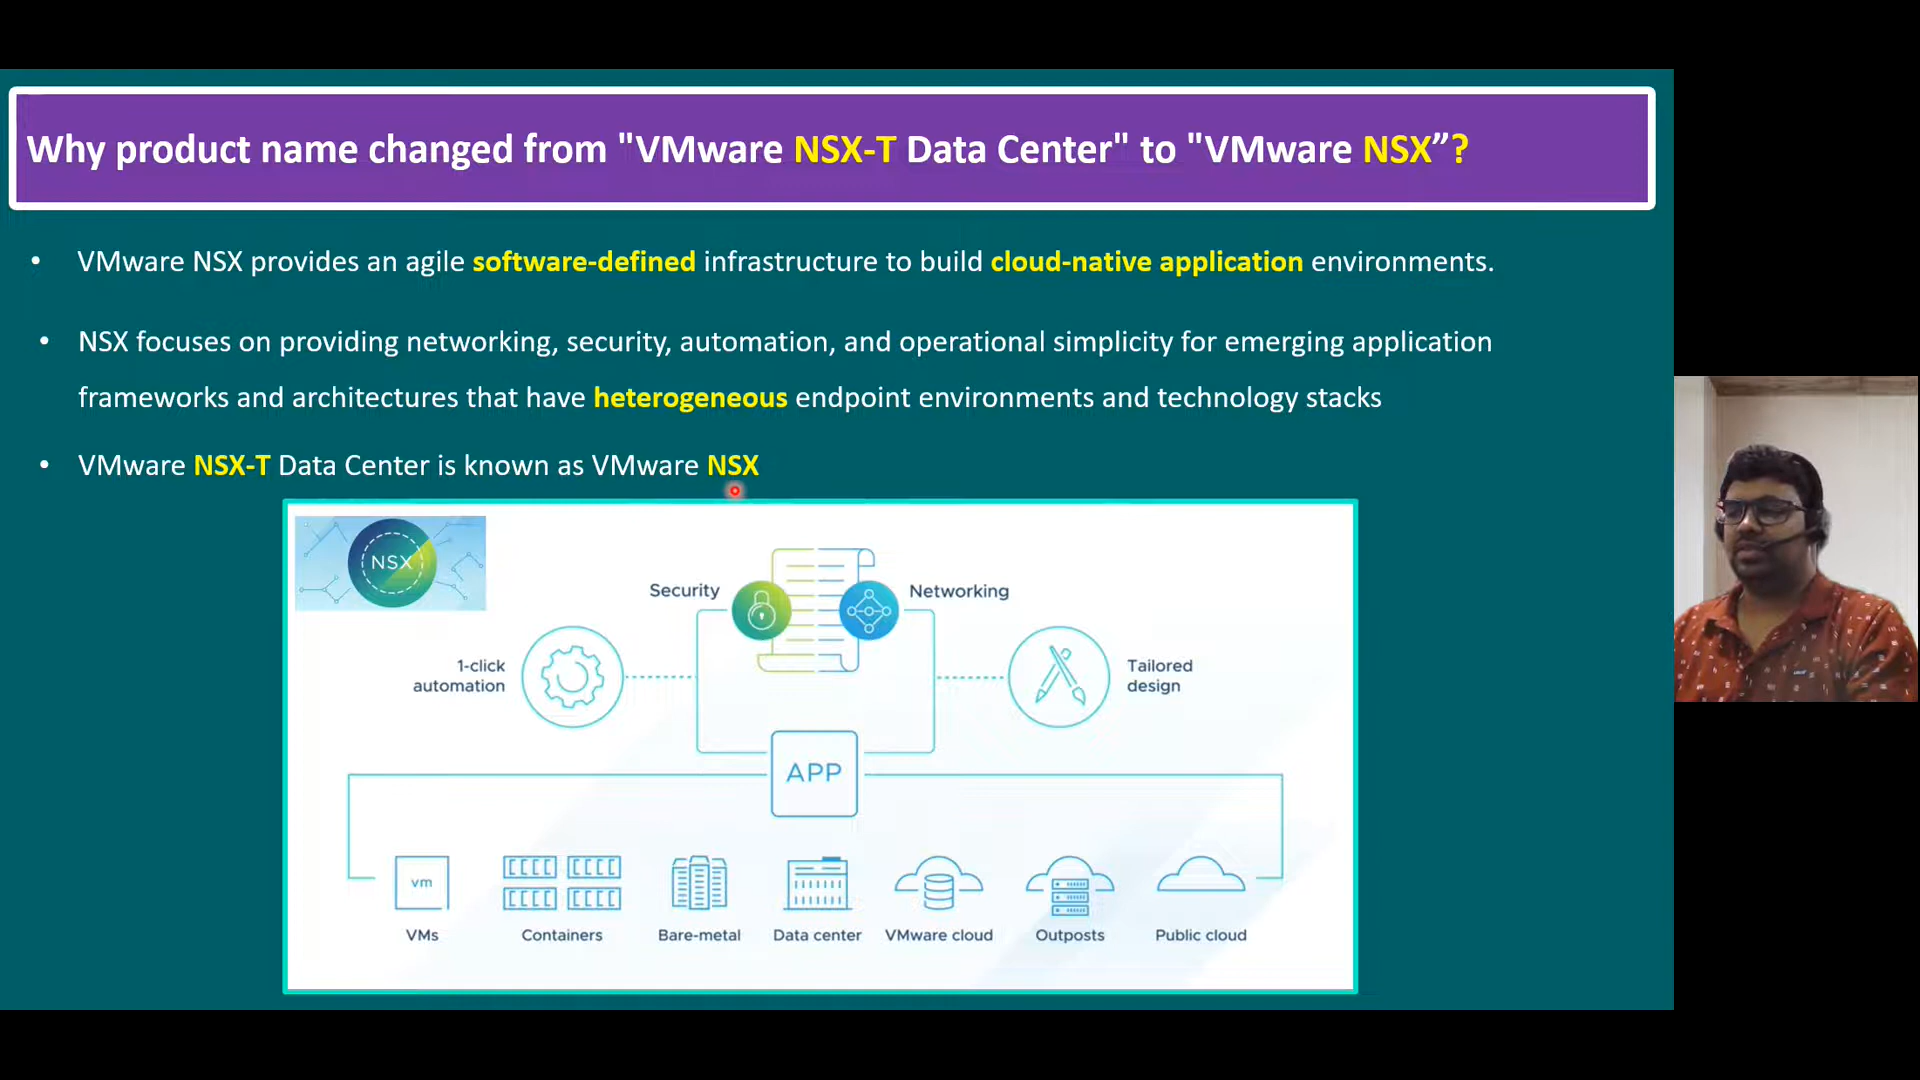 Why product name changed from "VMware NSX-T Data Center" to "VMware NSX”?
• VMware NSX provides an agile software-defined infrastructure to build cloud-native application environments.
• NSX focuses on providing networking, security, automation, and operational simplicity for emerging application
frameworks and architectures that have heterogeneous endpoint environments and technology stacks
• VMware NSX-T Data Center is known as VMware NSX
NSX
Security
Networking
1-click
automation
Tailored
design
APP
vm
VMs
Containers
Bare-metal
Data center
VMware cloud
Outposts
Public cloud